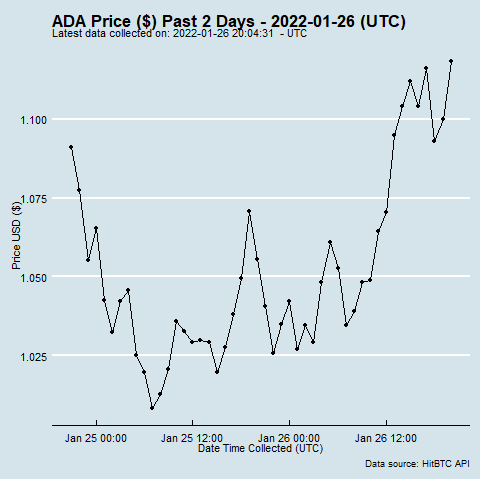 ADA Price ($) Past 2 Days - 2022-01-26 (UTC)
Latest data collected on: 2022-01-26 20:04:31 - UTC
1.100
1.075
1.050
1.025
Price USD ($)
Jan 25 00:00 Jan 25 12:00 Jan 26 00:00 Jan 26 12:00
Date Time Collected (UTC)
Data source: HitBTC API